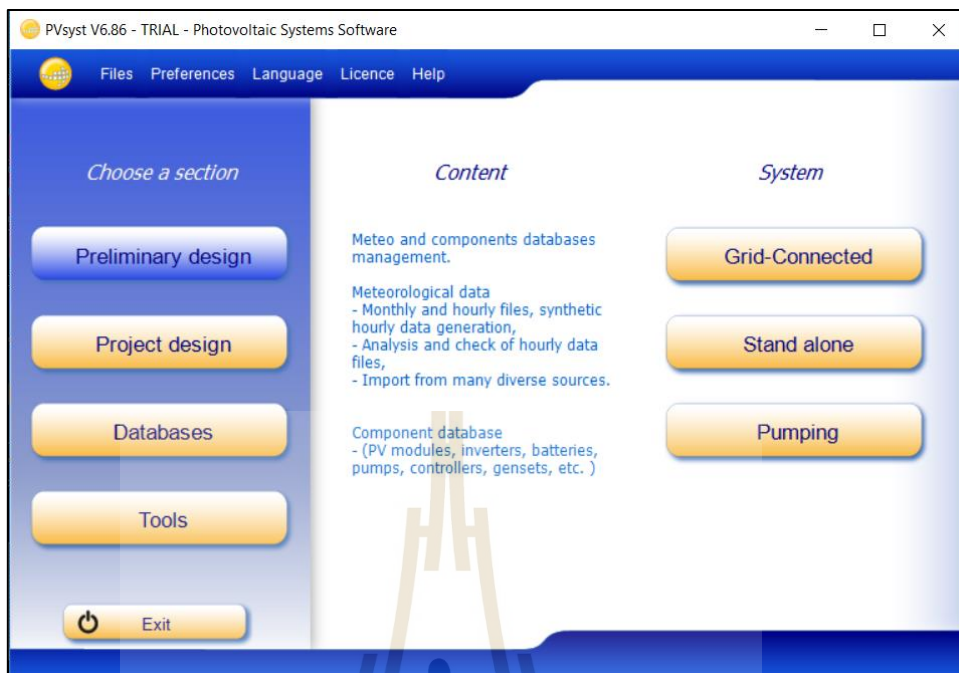 PVsyst V6.86 - TRIAL - Photovoltaic Systems Software
Files Preferences Language Licence Help
Choose a section
Preliminary design
Project design
Databases
Tools
Exit
Content
Meteo and components databases
management.
Meteorological data
- Monthly and hourly files, synthetic
hourly data generation,
- Analysis and check of hourly data
files,
- Import from many diverse sources.
Component database
- (PV modules, inverters, batteries,
pumps, controllers, gensets, etc. )
System
Grid-Connected
Stand alone
Pumping